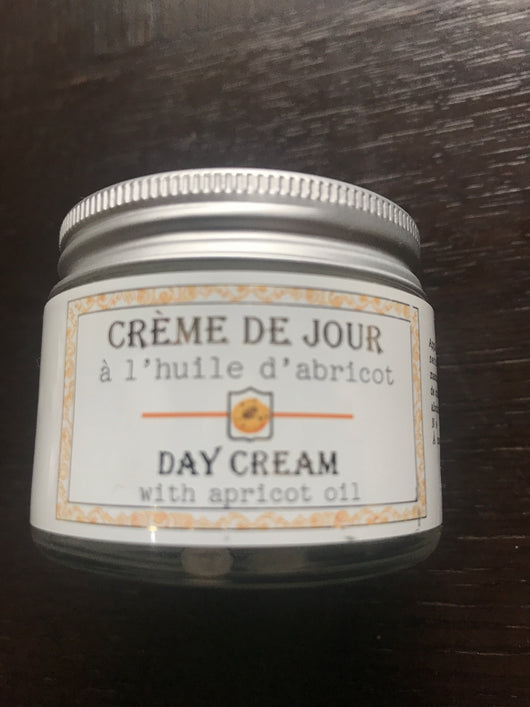 CRÈME DE JOUR
à l'huile d'abricot
DAY CREAM
with apricot oil